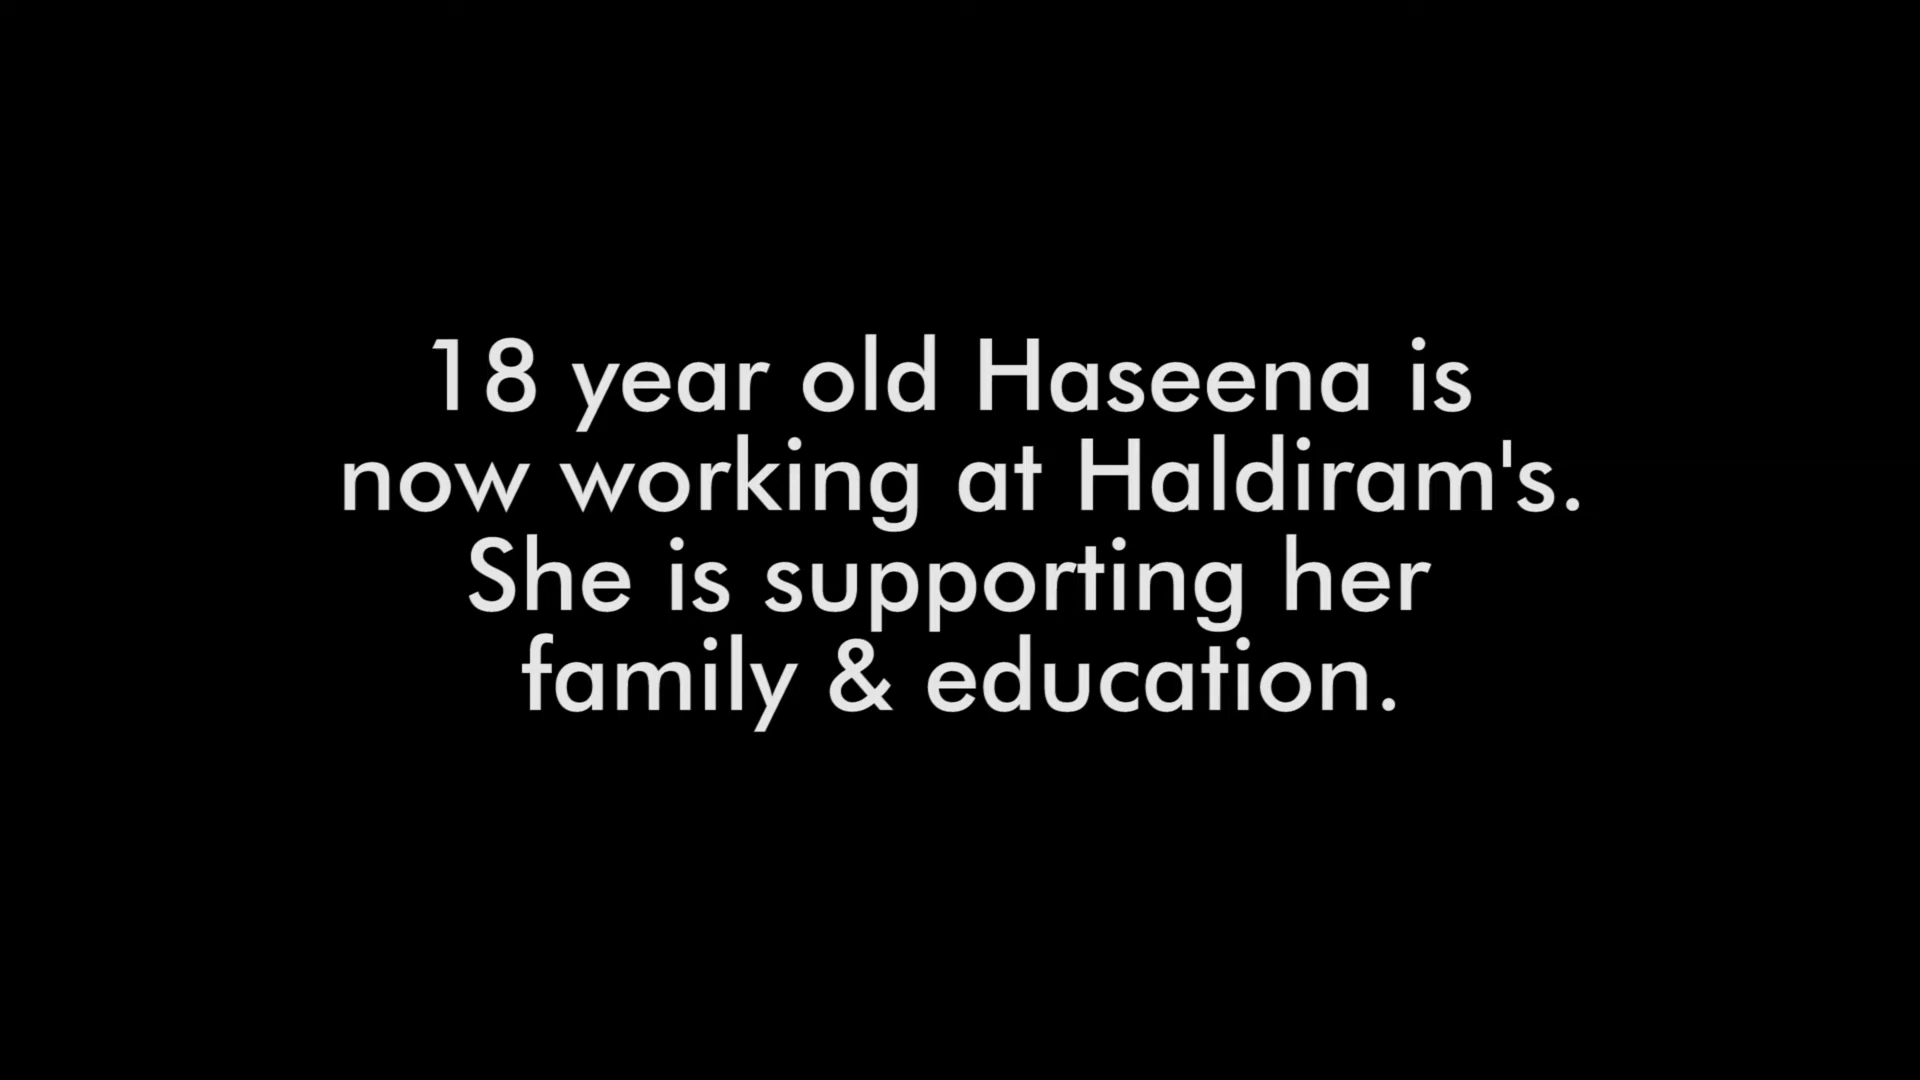 18 year old Haseena is
now working at Haldiram's.
She is supporting her
family & education.